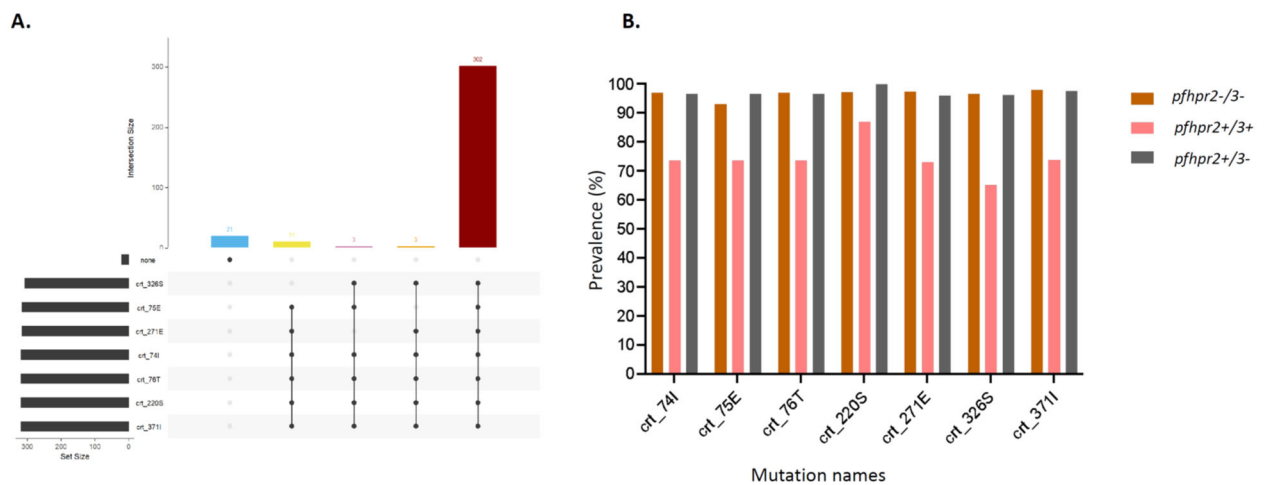 A.
B.
302
300
Intersection Size
200
100
21
11
3
3
0
none
crt_326S
crt_75E
crt_271E
crt_74I
crt_76T
crt_220S
crt_371I
300 200 100 0
Set Size
100
90
80
70
60
50
40
30
20
10
0
Prevalence (%)
crt_74I
crt_75E
crt_76T
crt_220S
crt_271E
crt_326S
crt_371I
Mutation names
pfhpr2-/3-
pfhpr2+/3+
pfhpr2+/3-